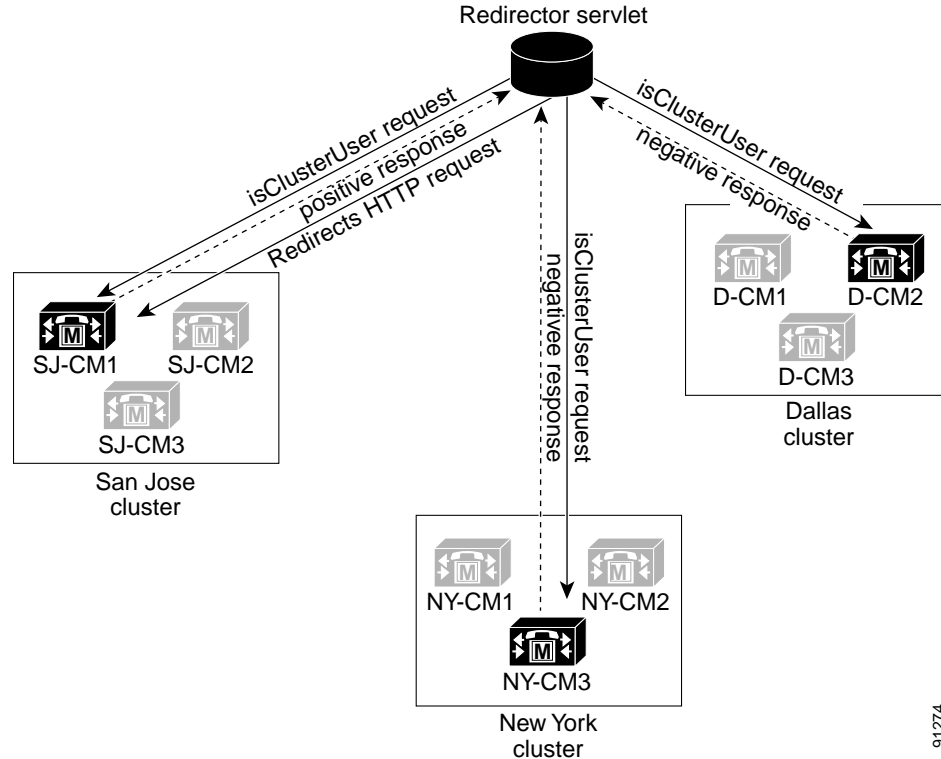 Redirector servlet
isClusterUser request
positive response
Redirects HTTP request
isClusterUser request
negative response
isClusterUser request
negativee response
M
SJ-CM1
M
SJ-CM2
M
SJ-CM3
San Jose
cluster
M
D-CM1
M
D-CM2
M
D-CM3
Dallas
cluster
M
NY-CM1
M
NY-CM2
M
NY-CM3
New York
cluster
91274